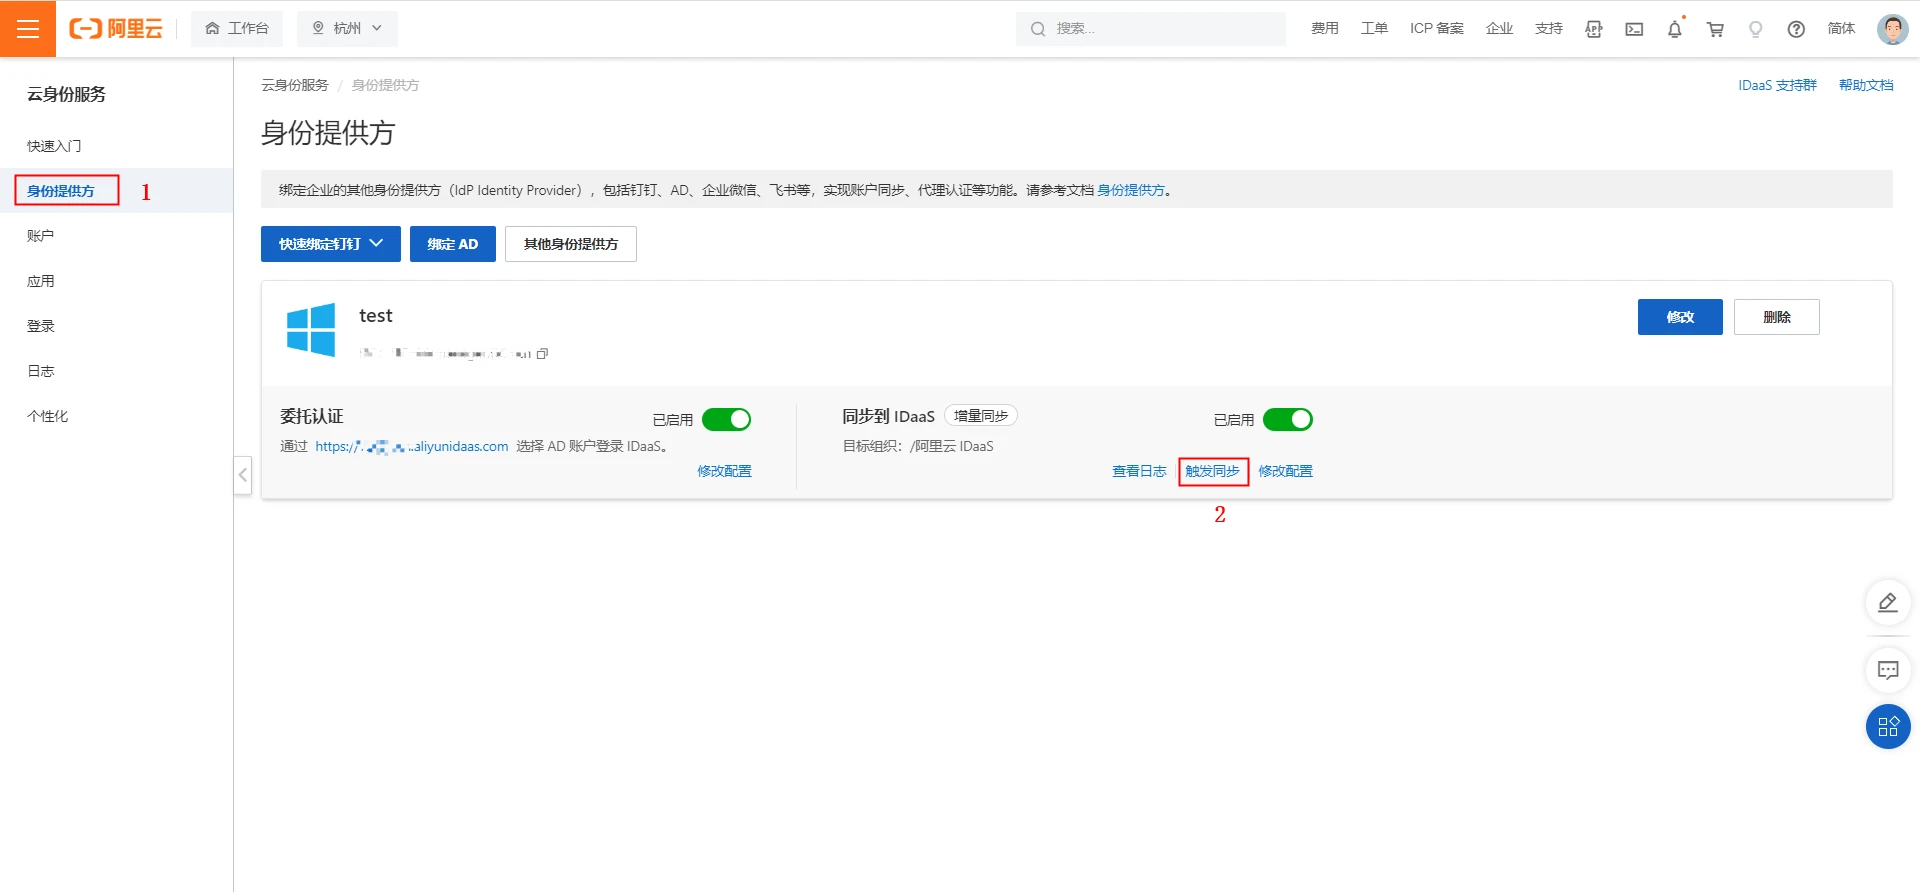 阿里云
工作台
杭州
搜索...
费用
工单
ICP 备案
企业
支持
简体
云身份服务
快速入门
身份提供方
1
账户
应用
登录
日志
个性化
云身份服务 / 身份提供方
IDaaS 支持群
帮助文档
身份提供方
绑定企业的其他身份提供方（IdP Identity Provider），包括钉钉、AD、企业微信、飞书等，实现账户同步、代理认证等功能。请参考文档 身份提供方。
快速绑定钉钉
绑定 AD
其他身份提供方
test
修改
删除
委托认证
已启用
通过 https:// .aliyunidaas.com 选择 AD 账户登录 IDaaS。
修改配置
同步到 IDaaS
增量同步
已启用
目标组织：/阿里云 IDaaS
查看日志
触发同步
修改配置
2